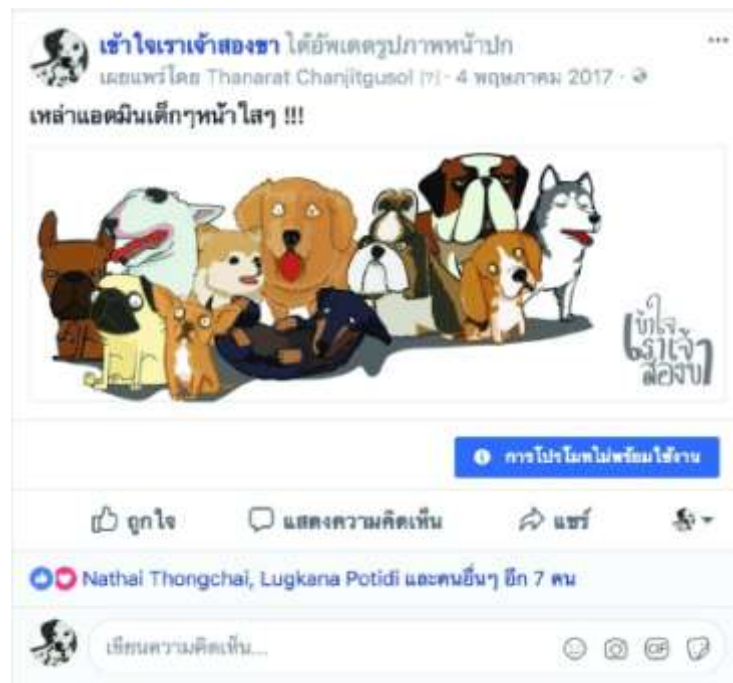 เข้าใจเราเจ้าสองขา ได้อัพเดตรูปภาพหน้าปก
เผยแพร่โดย Thanarat Chanjitgusol [?] · 4 พฤษภาคม 2017 ·
เหล่าแอดมินเด็กๆหน้าใสๆ !!!
เข้าใจ
เราเจ้า
สองขา
การโปรโมทไม่พร้อมใช้งาน
ถูกใจ แสดงความคิดเห็น แชร์
Nathai Thongchai, Lugkana Potidi และคนอื่นๆ อีก 7 คน
เขียนความคิดเห็น...
GIF